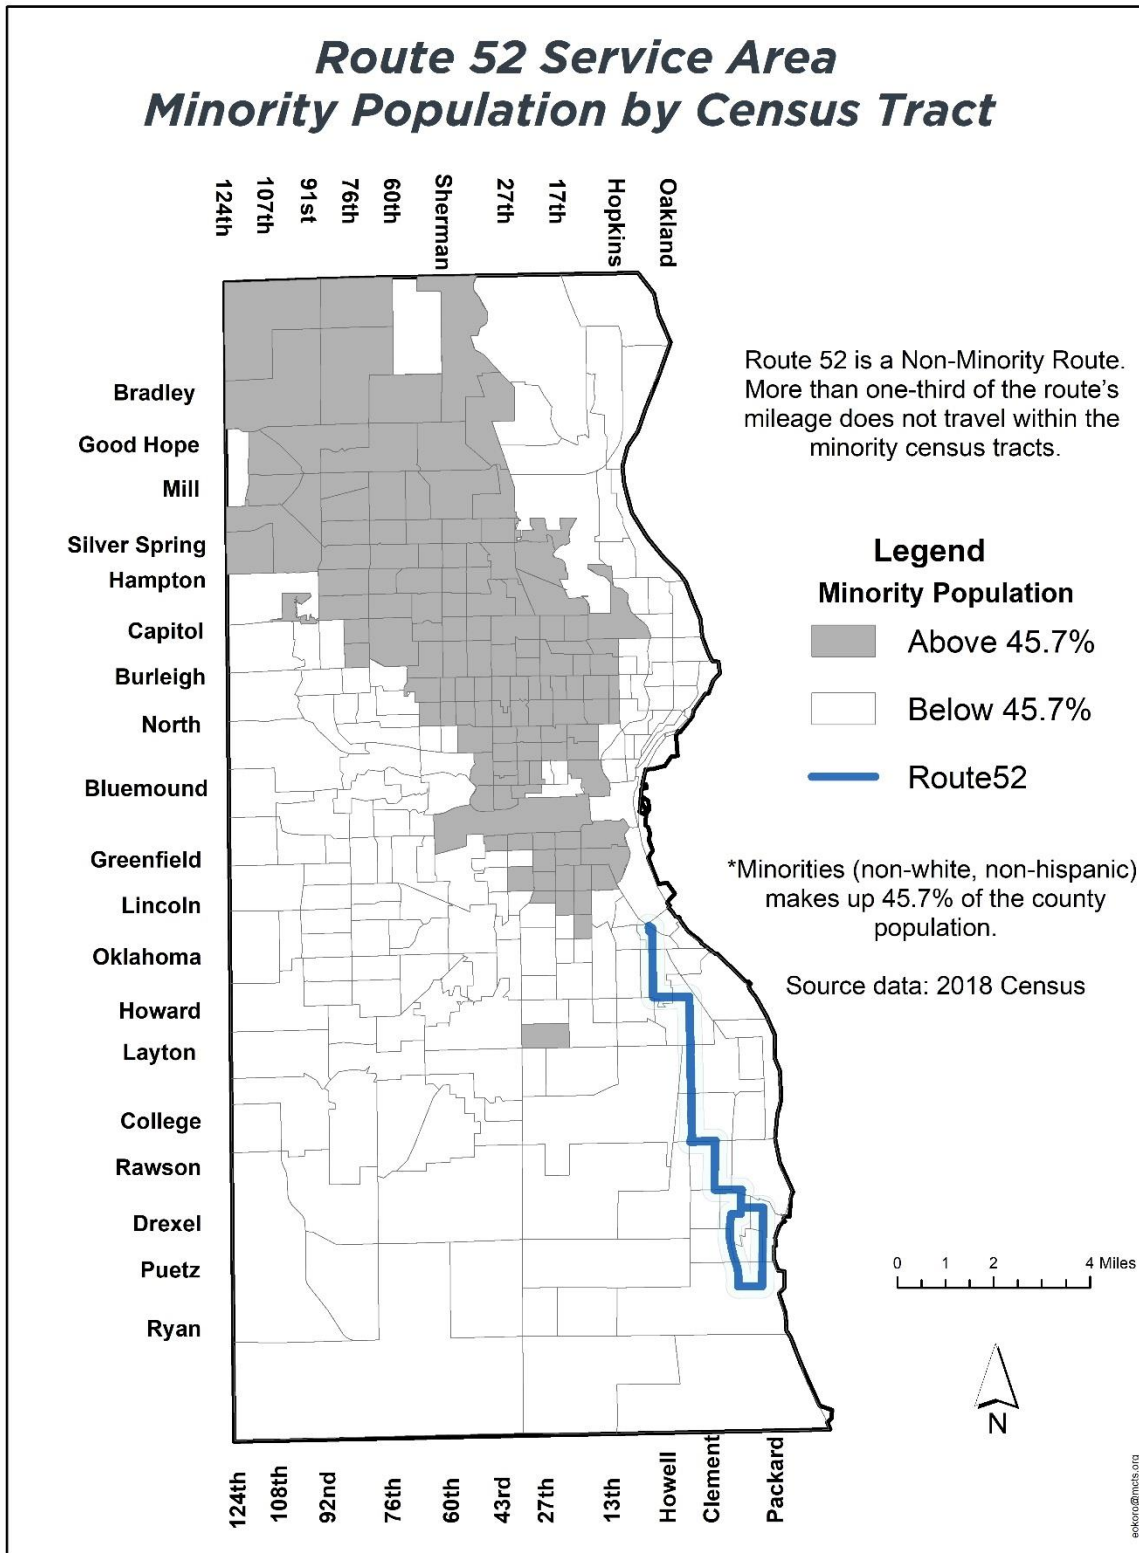 Route 52 Service Area
Minority Population by Census Tract
124th
107th
91st
76th
60th
Sherman
27th
17th
Hopkins
Oakland
Bradley
Good Hope
Mill
Silver Spring
Hampton
Capitol
Burleigh
North
Bluemound
Greenfield
Lincoln
Oklahoma
Howard
Layton
College
Rawson
Drexel
Puetz
Ryan
Route 52 is a Non-Minority Route.
More than one-third of the route's
mileage does not travel within the
minority census tracts.
Legend
Minority Population
Above 45.7%
Below 45.7%
Route52
*Minorities (non-white, non-hispanic)
makes up 45.7% of the county
population.
Source data: 2018 Census
0 1 2 4 Miles
N
124th
108th
92nd
76th
60th
43rd
27th
13th
Howell
Clement
Packard
eokoro@mcts.org